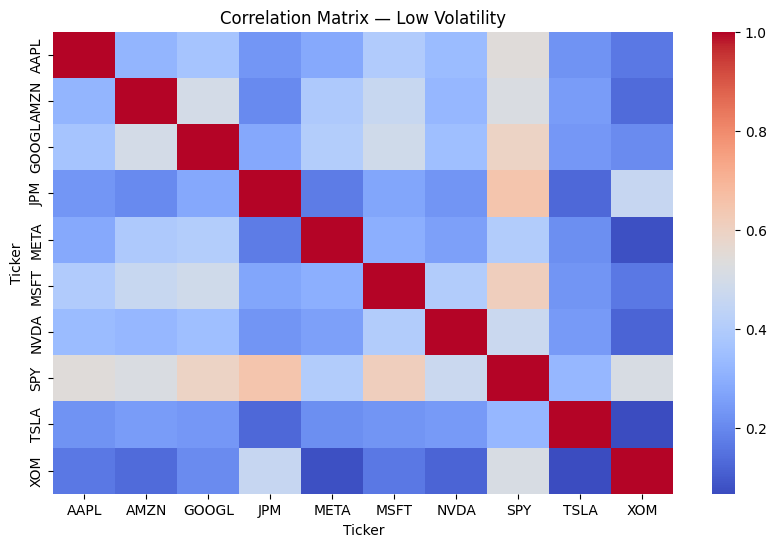 Correlation Matrix — Low Volatility
Ticker
AAPL
AMZN
GOOGL
JPM
META
MSFT
NVDA
SPY
TSLA
XOM
AAPL AMZN GOOGL JPM META MSFT NVDA SPY TSLA XOM
Ticker
1.0
0.8
0.6
0.4
0.2